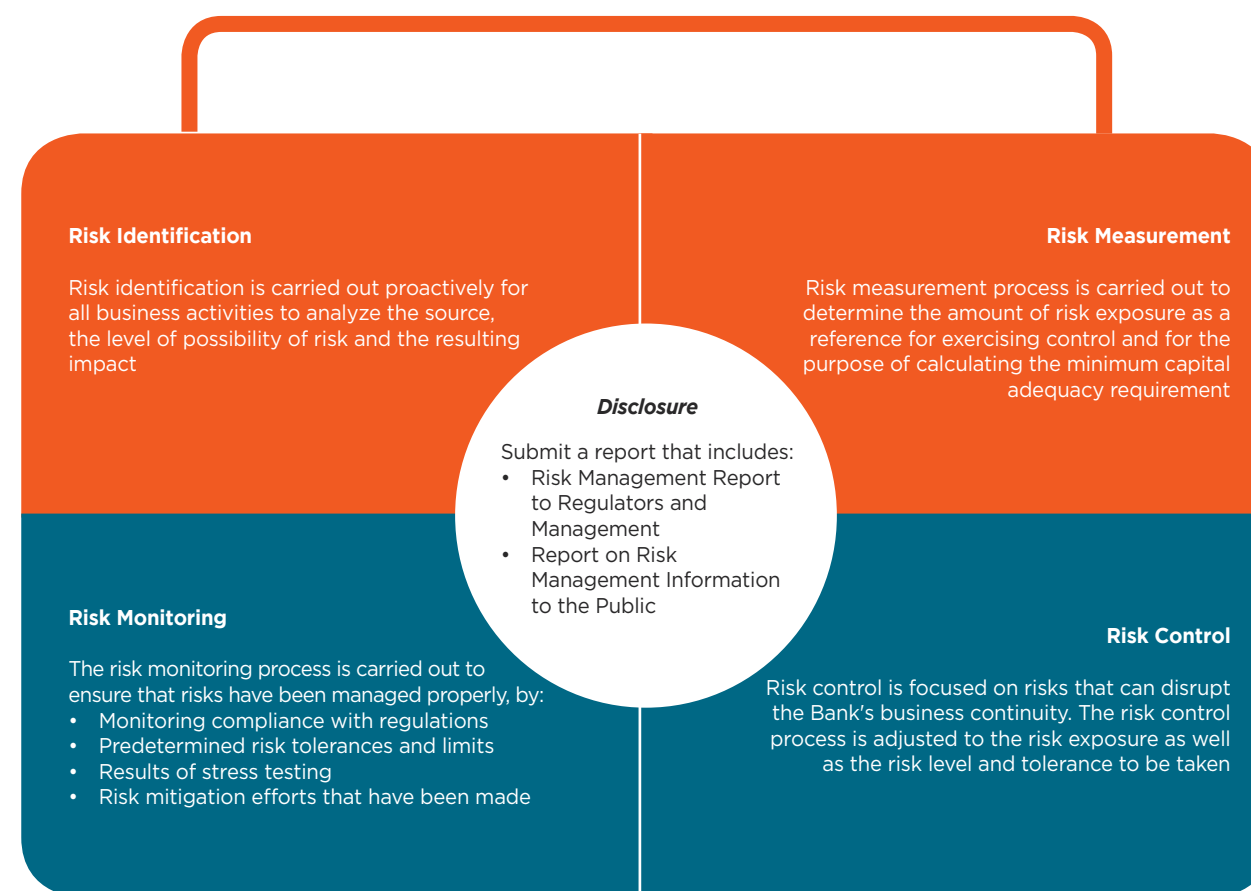 Risk Identification
Risk identification is carried out proactively for
all business activities to analyze the source,
the level of possibility of risk and the resulting
impact
Risk Measurement
Risk measurement process is carried out to
determine the amount of risk exposure as a
reference for exercising control and for the
purpose of calculating the minimum capital
adequacy requirement
Disclosure
Submit a report that includes:
• Risk Management Report
to Regulators and
Management
• Report on Risk
Management Information
to the Public
Risk Monitoring
The risk monitoring process is carried out to
ensure that risks have been managed properly, by:
• Monitoring compliance with regulations
• Predetermined risk tolerances and limits
• Results of stress testing
• Risk mitigation efforts that have been made
Risk Control
Risk control is focused on risks that can disrupt
the Bank's business continuity. The risk control
process is adjusted to the risk exposure as well
as the risk level and tolerance to be taken